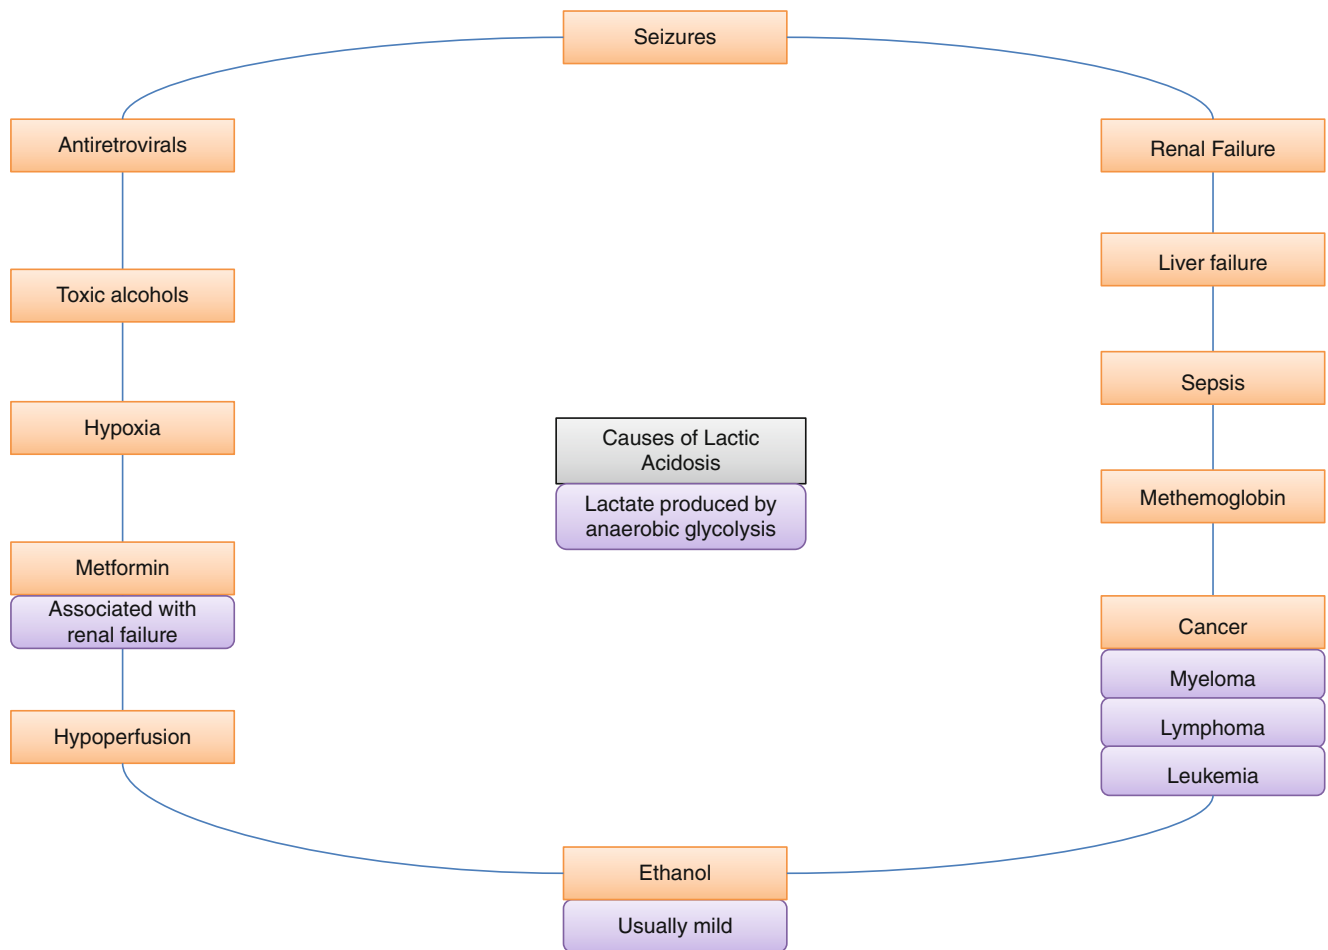 Seizures
Antiretrovirals
Renal Failure
Toxic alcohols
Liver failure
Hypoxia
Sepsis
Causes of Lactic
Acidosis
Lactate produced by
anaerobic glycolysis
Methemoglobin
Metformin
Associated with
renal failure
Cancer
Myeloma
Lymphoma
Leukemia
Hypoperfusion
Ethanol
Usually mild